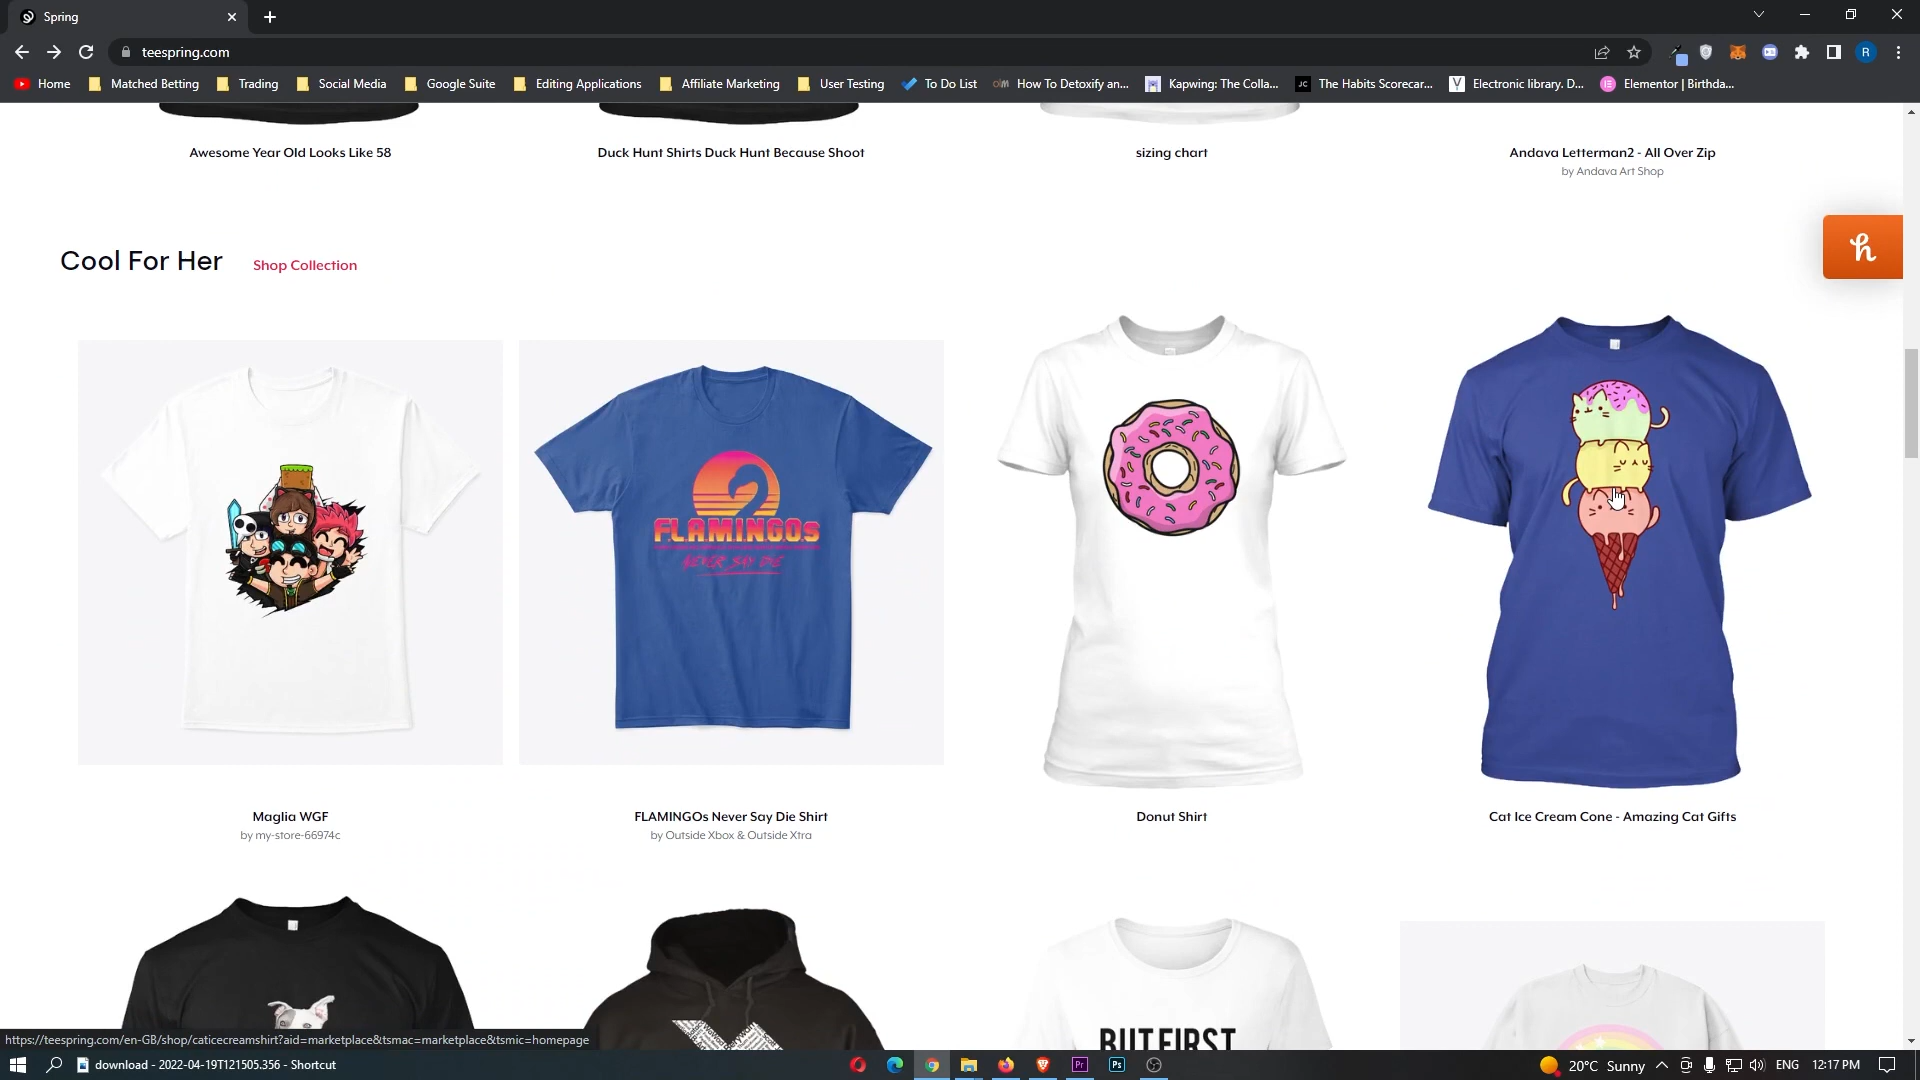 Spring
teespring.com
Home
Matched Betting
Trading
Social Media
Google Suite
Editing Applications
Affiliate Marketing
User Testing
To Do List
How To Detoxify an...
Kapwing: The Colla...
The Habits Scorecar...
Electronic library. D...
Elementor | Birthda...
Awesome Year Old Looks Like 58
Duck Hunt Shirts Duck Hunt Because Shoot
sizing chart
Andava Letterman2 - All Over Zip
by Andava Art Shop
Cool For Her
Shop Collection
h
FLAMINGOs
NEVER SAY DIE
Maglia WGF
by my-store-66974c
FLAMINGOs Never Say Die Shirt
by Outside Xbox & Outside Xtra
Donut Shirt
Cat Ice Cream Cone - Amazing Cat Gifts
BUT FIRST
https://teespring.com/en-GB/shop/caticecreamshirt?aid=marketplace&tsmac=marketplace&tsmic=homepage
download - 2022-04-19T121505.356 - Shortcut
Pr
Ps
20°C Sunny
ENG
12:17 PM